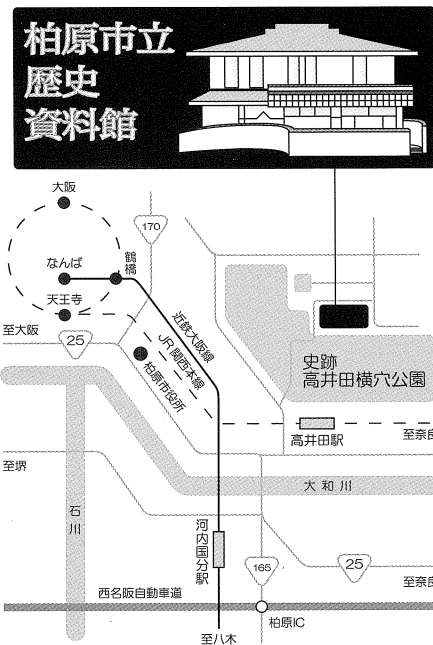 柏原市立
歴史
資料館
大阪
170
なんば
鶴橋
天王寺
至大阪
25
近鉄大阪線
JR関西本線
柏原市役所
史跡
高井田横穴公園
高井田駅
至奈良
至堺
大和川
石川
河内国分駅
165
25
至奈良
西名阪自動車道
柏原IC
至八木